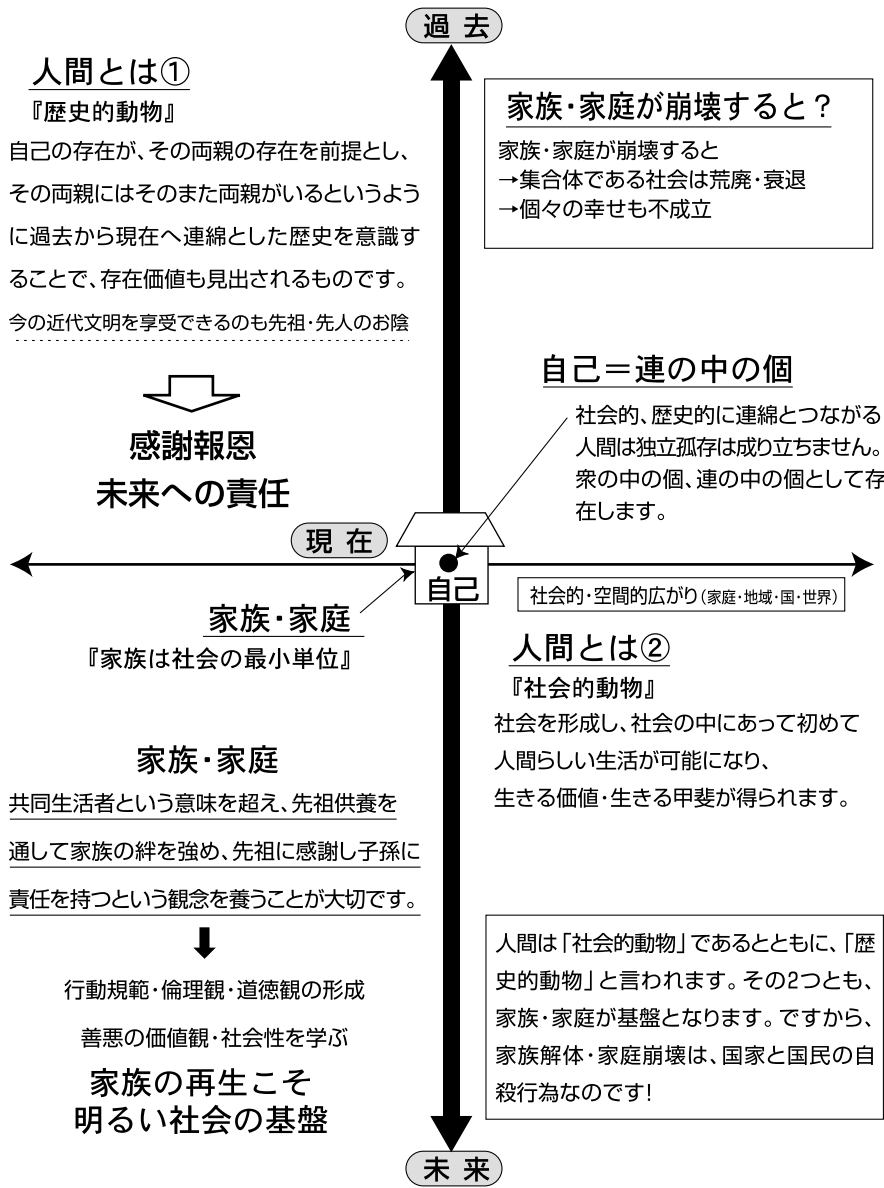 過去
人間とは①
『歴史的動物』
自己の存在が、その両親の存在を前提とし、
その両親にはそのまた両親がいるというよう
に過去から現在へ連綿とした歴史を意識す
ることで、存在価値も見出されるものです。
今の近代文明を享受できるのも先祖・先人のお陰
感謝報恩
未来への責任
家族・家庭が崩壊すると？
家族・家庭が崩壊すると
→集合体である社会は荒廃・衰退
→個々の幸せも不成立
自己＝連の中の個
社会的、歴史的に連綿とつながる
人間は独立孤存は成り立ちません。
衆の中の個、連の中の個として存
在します。
現在
自己
社会的・空間的広がり（家庭・地域・国・世界）
家族・家庭
『家族は社会の最小単位』
人間とは②
『社会的動物』
社会を形成し、社会の中にあって初めて
人間らしい生活が可能になり、
生きる価値・生きる甲斐が得られます。
家族・家庭
共同生活者という意味を超え、先祖供養を
通して家族の絆を強め、先祖に感謝し子孫に
責任を持つという観念を養うことが大切です。
行動規範・倫理観・道徳観の形成
善悪の価値観・社会性を学ぶ
家族の再生こそ
明るい社会の基盤
人間は「社会的動物」であるとともに、「歴
史的動物」と言われます。その2つとも、
家族・家庭が基盤となります。ですから、
家族解体・家庭崩壊は、国家と国民の自
殺行為なのです!
未来